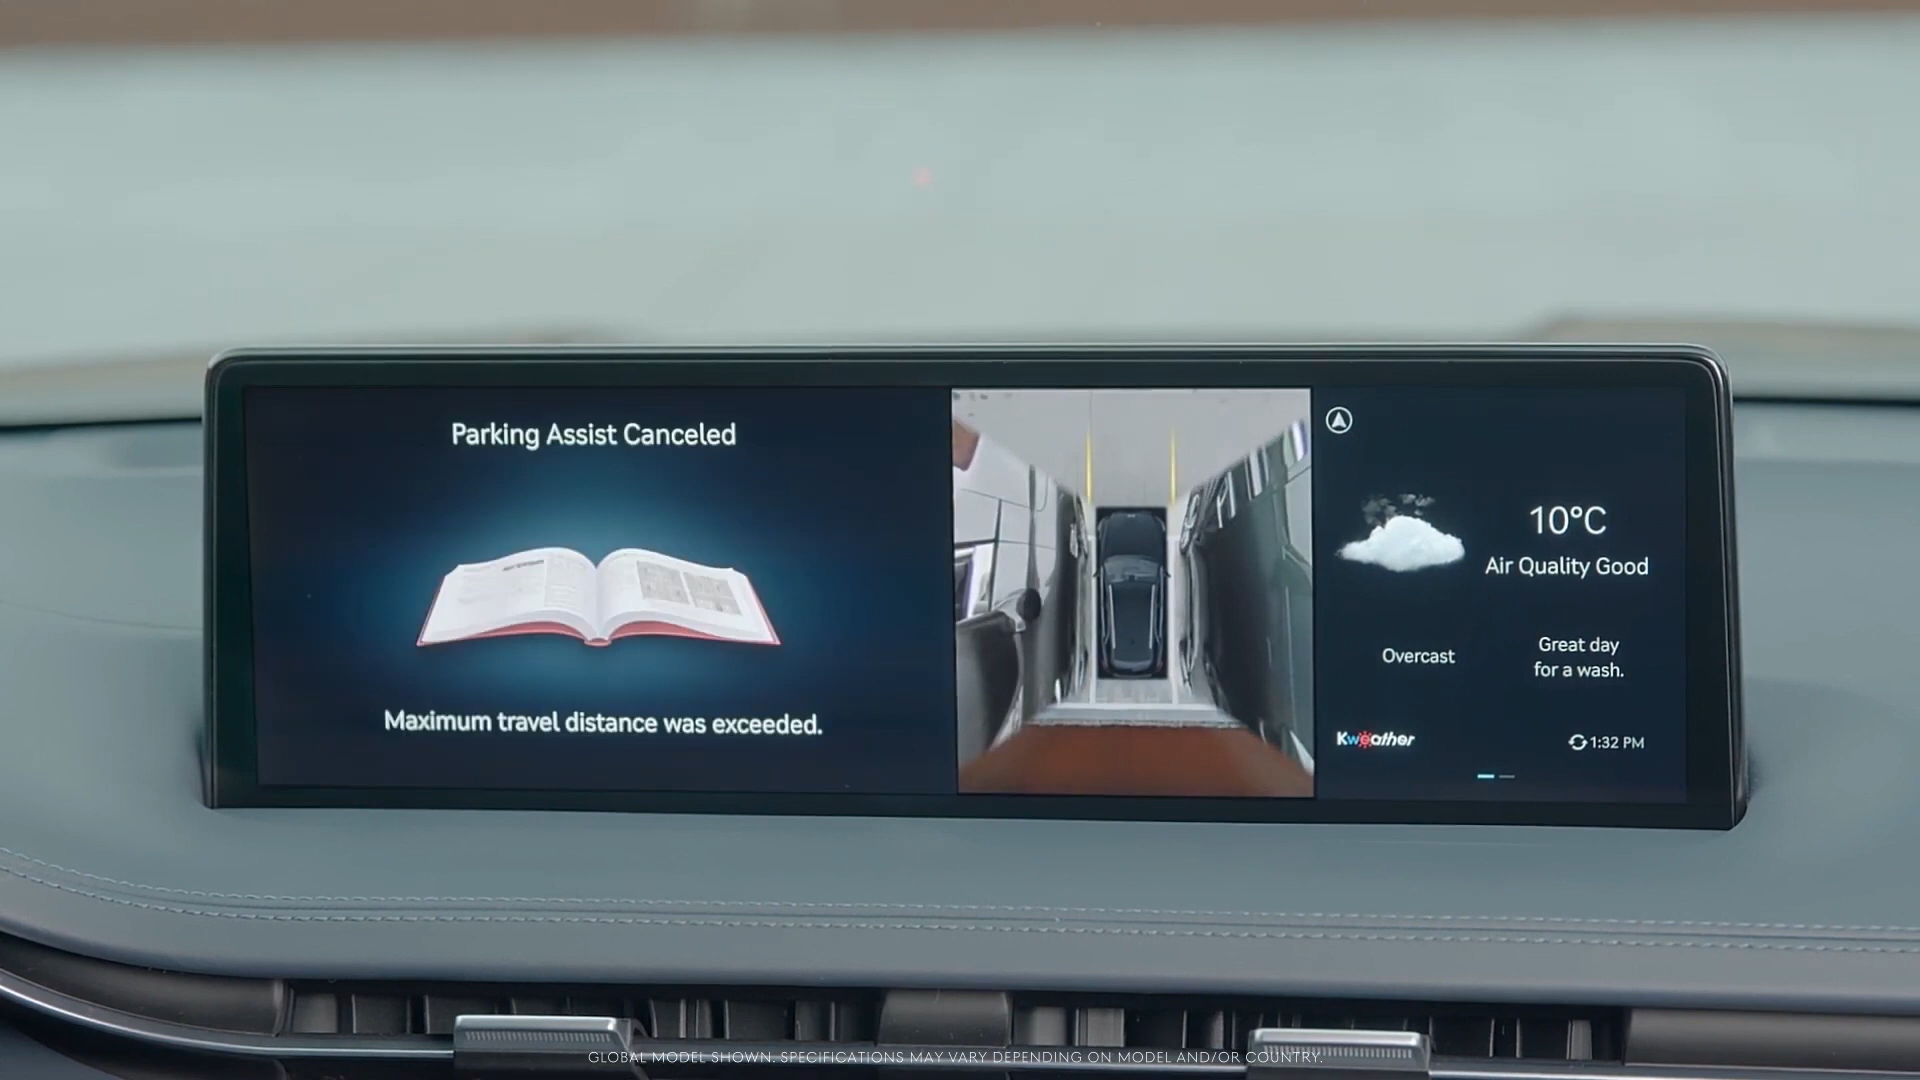 Parking Assist Canceled
Maximum travel distance was exceeded.
10°C
Air Quality Good
Overcast
Great day
for a wash.
Kweather
1:32 PM
GLOBAL MODEL SHOWN. SPECIFICATIONS MAY VARY DEPENDING ON MODEL AND/OR COUNTRY.